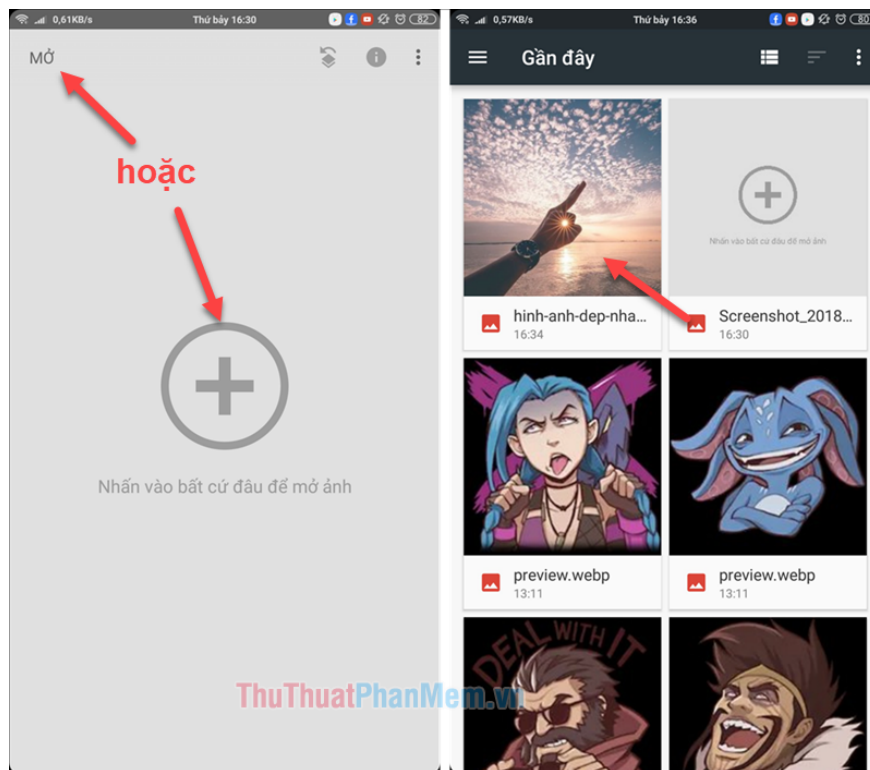 0,61KB/s Thứ bảy 16:30 82
MỞ
hoặc
Nhấn vào bất cứ đâu để mở ảnh
0,57KB/s Thứ bảy 16:36 80
Gần đây
Nhấn vào bất cứ đâu để mở ảnh
hinh-anh-dep-nha...
16:34
Screenshot_2018...
16:30
preview.webp
13:11
preview.webp
13:11
DEAL WITH IT
ThuThuatPhanMem.vn